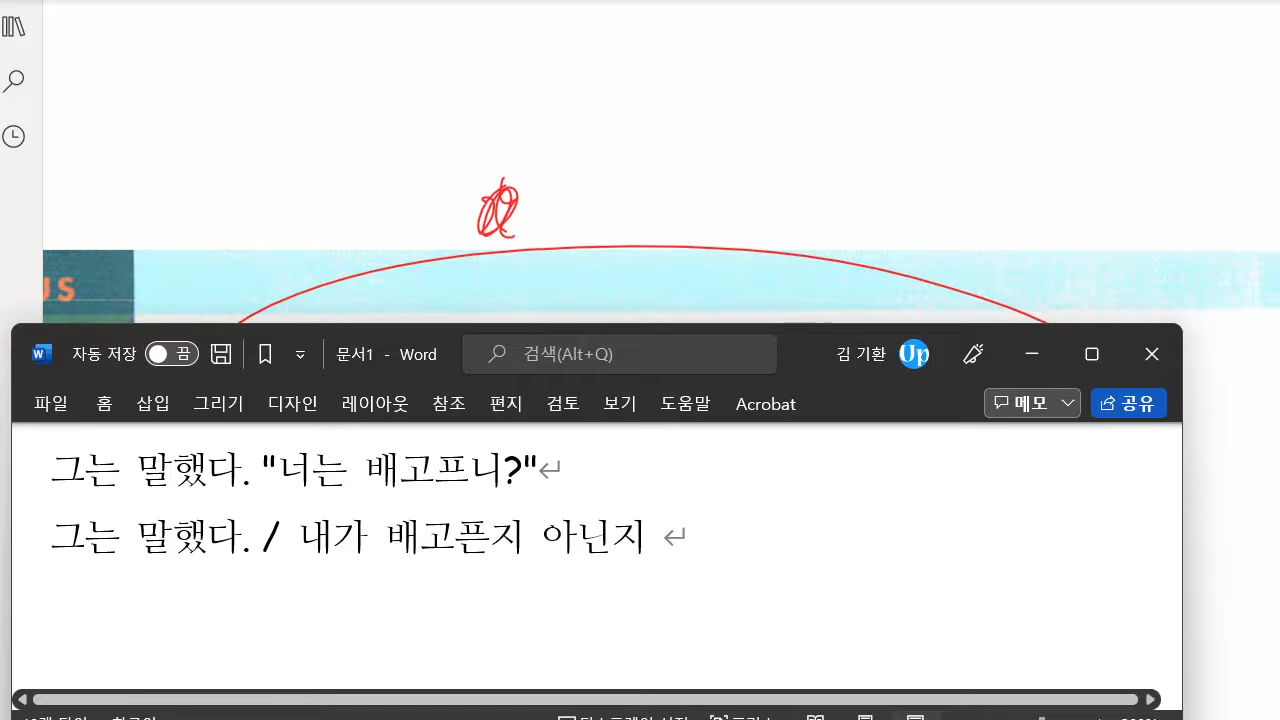 US
자동 저장 끔 문서1 - Word 검색(Alt+Q) 김 기환 Up
파일 홈 삽입 그리기 디자인 레이아웃 참조 편지 검토 보기 도움말 Acrobat 메모 공유
그는 말했다. "너는 배고프니?"
그는 말했다. / 내가 배고픈지 아닌지